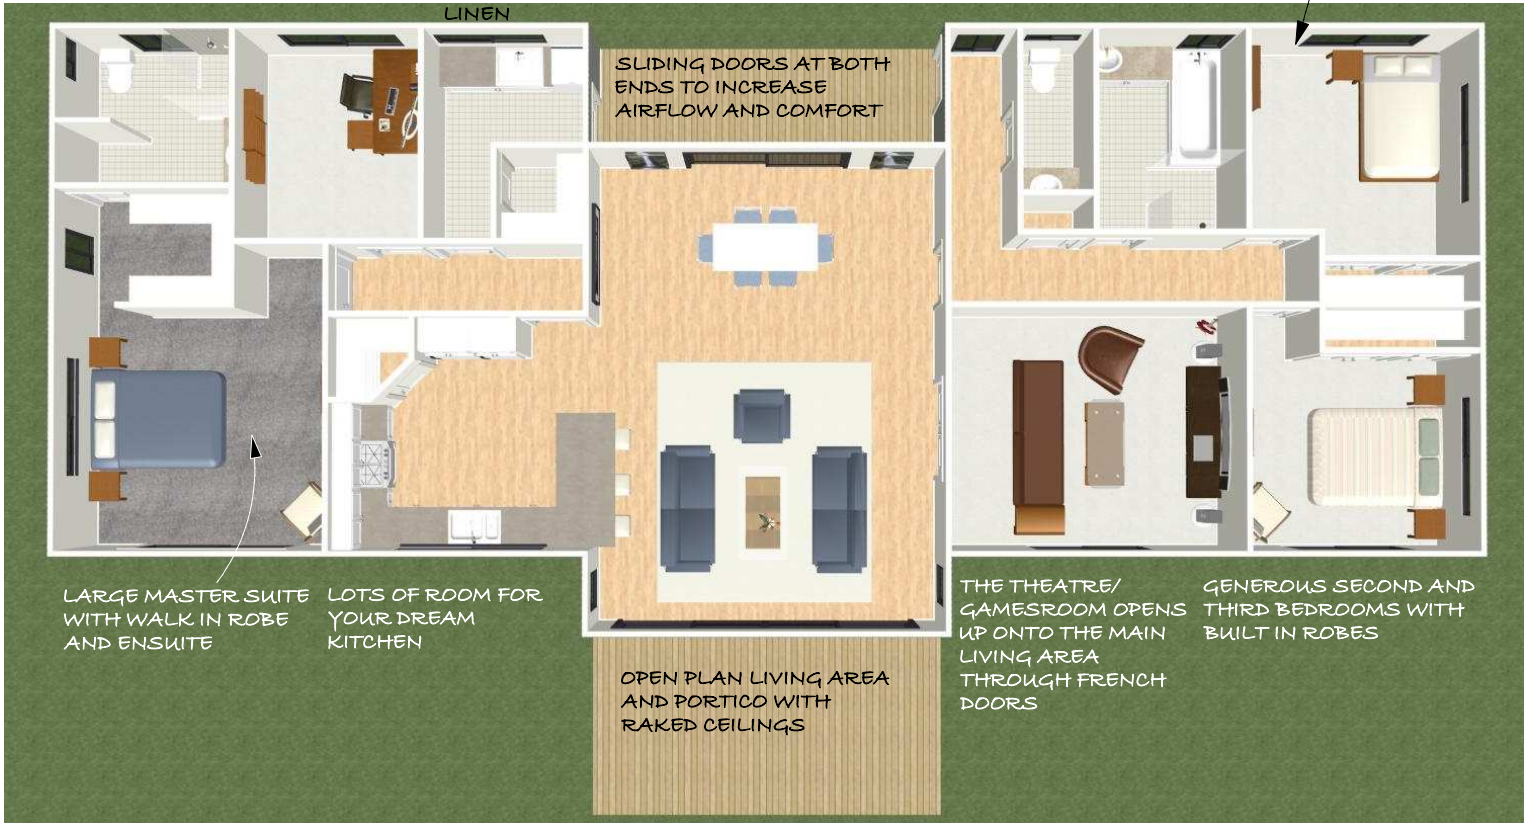 LINEN
SLIDING DOORS AT BOTH
ENDS TO INCREASE
AIRFLOW AND COMFORT
LARGE MASTER SUITE
WITH WALK IN ROBE
AND ENSUITE
LOTS OF ROOM FOR
YOUR DREAM
KITCHEN
OPEN PLAN LIVING AREA
AND PORTICO WITH
RAKED CEILINGS
THE THEATRE/
GAMESROOM OPENS
UP ONTO THE MAIN
LIVING AREA
THROUGH FRENCH
DOORS
GENEROUS SECOND AND
THIRD BEDROOMS WITH
BUILT IN ROBES